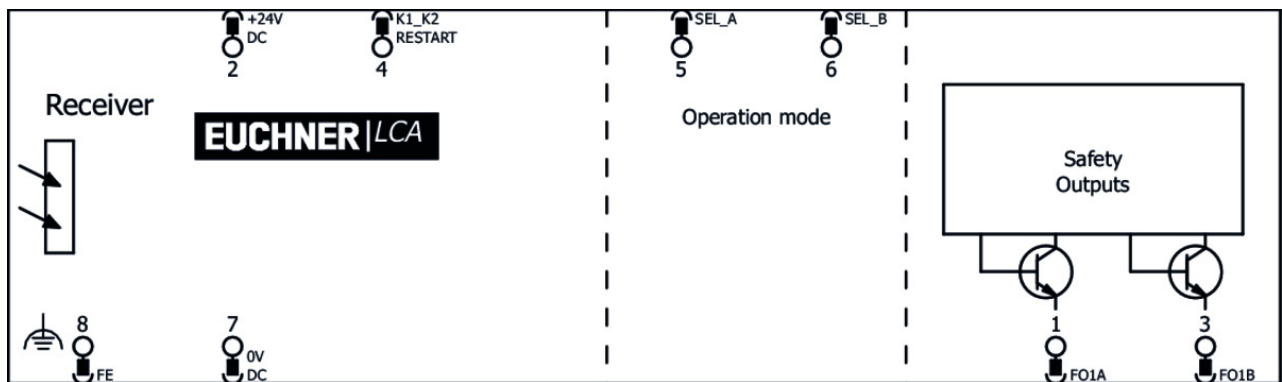 +24V
DC
2
K1_K2
RESTART
4
SEL_A
5
SEL_B
6
Receiver
EUCHNER LCA
Operation mode
Safety
Outputs
8
FE
7
0V
DC
1
FO1A
3
FO1B